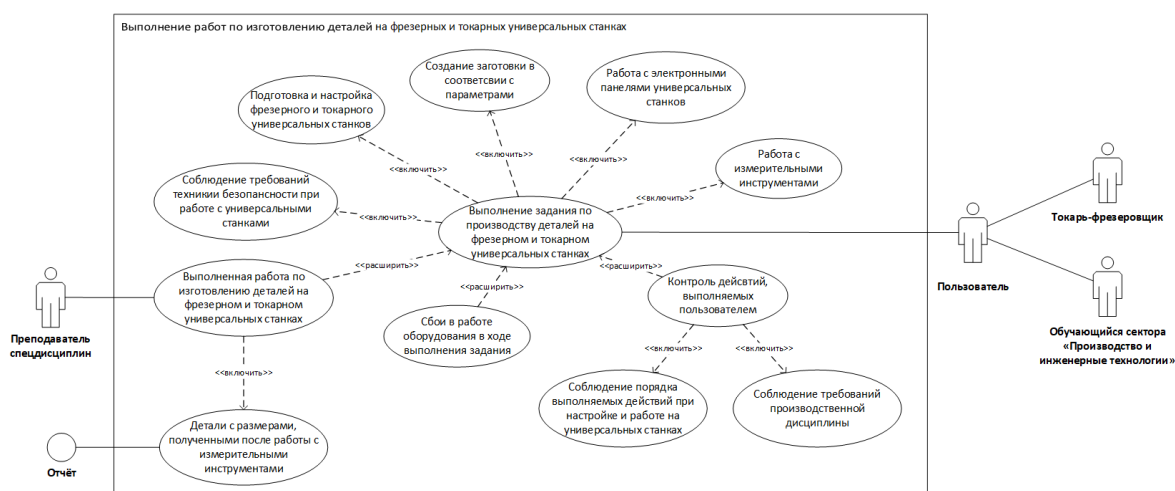 Выполнение работ по изготовлению деталей на фрезерных и токарных универсальных станках
Создание заготовки в
соответсвии с
параметрами
Работа с электронными
панелями универсальных
станков
Подготовка и настройка
фрезерного и токарного
универсальных станков
<<включить>>
<<включить>>
<<включить>>
Работа с
измерительными
инструментами
Соблюдение требований
техникии безопансности при
работе с универсальными
станками
<<включить>>
<<включить>>
Выполнение задания по
производству деталей на
фрезерном и токарном
универсальных станках
Токарь-фрезеровщик
Пользователь
<<расширить>>
<<расширить>>
<<расширить>>
Выполненная работа по
изготовлению деталей на
фрезерном и токарном
универсальных станках
Контроль дейсвтий,
выполняемых
пользователем
Сбои в работе
оборудования в ходе
выполнения задания
Преподаватель
спецдисциплин
Обучающийся сектора
«Производство и
инженерные технологии»
<<включить>>
<<включить>>
<<включить>>
Соблюдение порядка
выполняемых действий при
настройке и работе на
универсальных станках
Соблюдение требований
производственной
дисциплины
Детали с размерами,
полученными после работы с
измерительными
инструментами
Отчёт